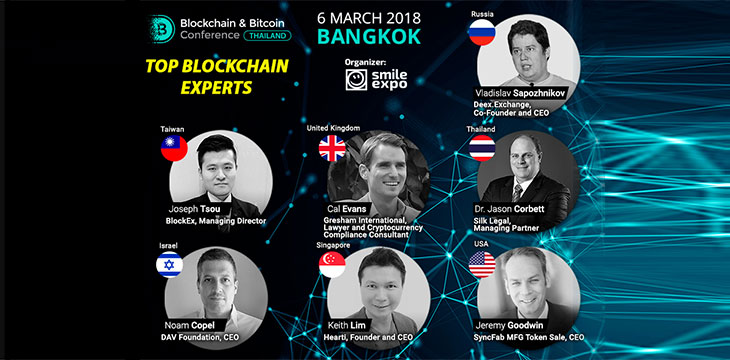 Blockchain & Bitcoin
Conference THAILAND
6 MARCH 2018
BANGKOK
TOP BLOCKCHAIN
EXPERTS
Organizer:
smile
expo
Russia
Vladislav Sapozhnikov
Deex.Exchange,
Co-Founder and CEO
Taiwan
Joseph Tsou
BlockEx, Managing Director
United Kingdom
Cal Evans
Gresham International,
Lawyer and Cryptocurrency
Compliance Consultant
Thailand
Dr. Jason Corbett
Silk Legal,
Managing Partner
Israel
Noam Copel
DAV Foundation, CEO
Singapore
Keith Lim
Hearti, Founder and CEO
USA
Jeremy Goodwin
SyncFab MFG Token Sale, CEO